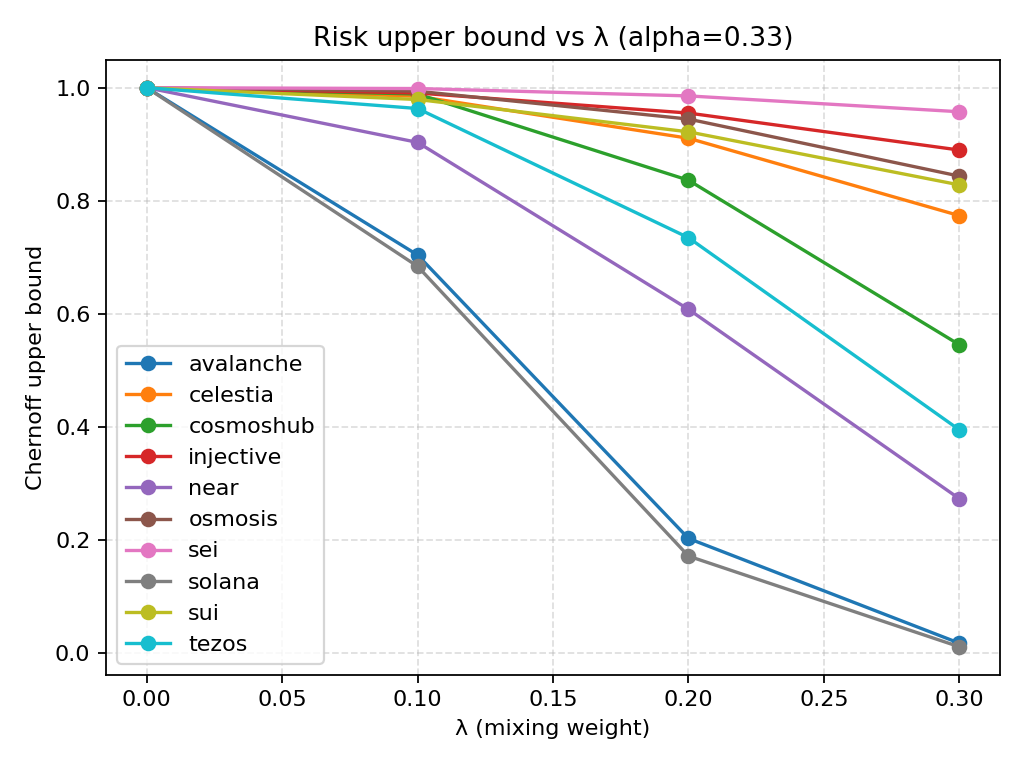 Risk upper bound vs λ (alpha=0.33)
Chernoff upper bound
1.0
0.8
0.6
0.4
0.2
0.0
avalanche
celestia
cosmoshub
injective
near
osmosis
sei
solana
sui
tezos
0.00 0.05 0.10 0.15 0.20 0.25 0.30
λ (mixing weight)